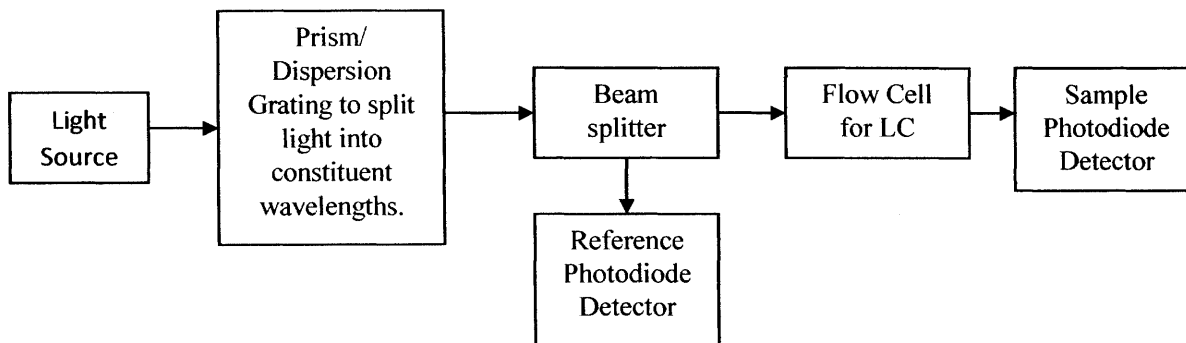 Light
Source
Prism/
Dispersion
Grating to split
light into
constituent
wavelengths.
Beam
splitter
Flow Cell
for LC
Sample
Photodiode
Detector
Reference
Photodiode
Detector